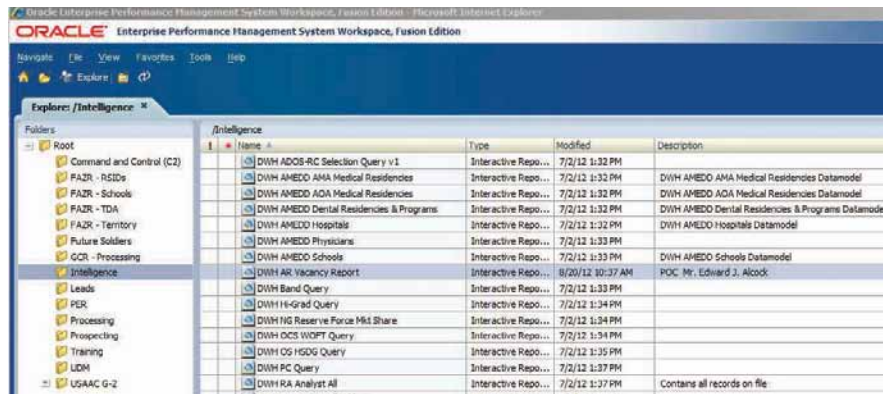 Oracle Enterprise Performance Management System Workspace, Fusion Edition - Microsoft Internet Explorer
ORACLE Enterprise Performance Management System Workspace, Fusion Edition
Navigate File View Favorites Tools Help
Explore
Explore: /Intelligence
Folders
Root
Command and Control (C2)
FAZR - RSIDs
FAZR - Schools
FAZR - TDA
FAZR - Territory
Future Soldiers
GCR - Processing
Intelligence
Leads
PER
Processing
Prospecting
Training
UDM
USAAC G-2
/Intelligence
! Name Type Modified Description
DWH ADOS-RC Selection Query v1 Interactive Repo... 7/2/12 1:32 PM
DWH AMEDD AMA Medical Residencies Interactive Repo... 7/2/12 1:32 PM DWH AMEDD AMA Medical Residencies Datamodel
DWH AMEDD AOA Medical Residencies Interactive Repo... 7/2/12 1:32 PM DWH AMEDD AOA Medical Residencies Datamodel
DWH AMEDD Dental Residencies & Programs Interactive Repo... 7/2/12 1:32 PM DWH AMEDD Dental Residencies & Programs Datamode
DWH AMEDD Hospitals Interactive Repo... 7/2/12 1:32 PM DWH AMEDD Hospitals Datamodel
DWH AMEDD Physicians Interactive Repo... 7/2/12 1:33 PM
DWH AMEDD Schools Interactive Repo... 7/2/12 1:33 PM DWH AMEDD Schools Datamodel
DWH AR Vacancy Report Interactive Repo... 8/20/12 10:37 AM POC Mr. Edward J. Alcock
DWH Band Query Interactive Repo... 7/2/12 1:33 PM
DWH Hi-Grad Query Interactive Repo... 7/2/12 1:34 PM
DWH NG Reserve Force Mkt Share Interactive Repo... 7/2/12 1:34 PM
DWH OCS WOFT Query Interactive Repo... 7/2/12 1:34 PM
DWH OS HSDG Query Interactive Repo... 7/2/12 1:35 PM
DWH PC Query Interactive Repo... 7/2/12 1:37 PM
DWH RA Analyst All Interactive Repo... 7/2/12 1:37 PM Contains all records on file